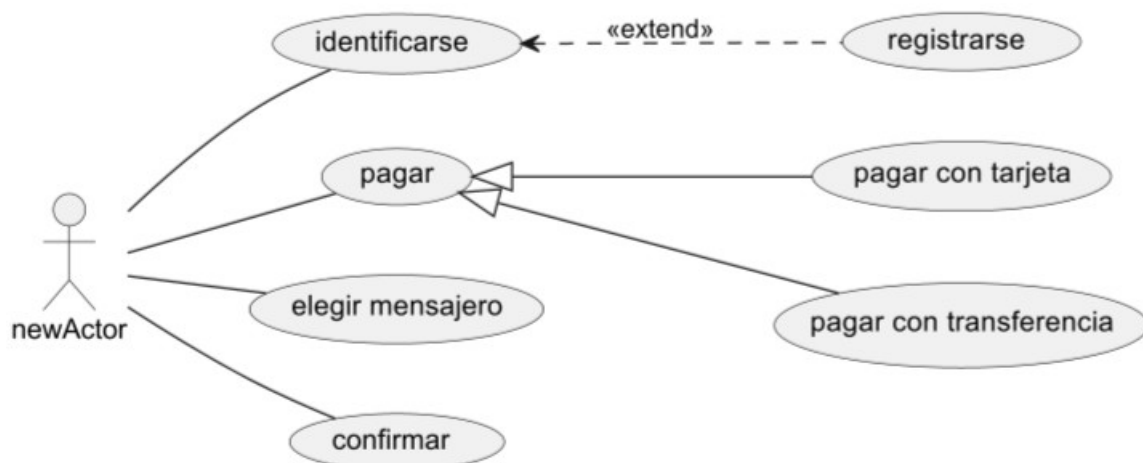 identificarse
«extend»
registrarse
pagar
pagar con tarjeta
newActor
elegir mensajero
pagar con transferencia
confirmar